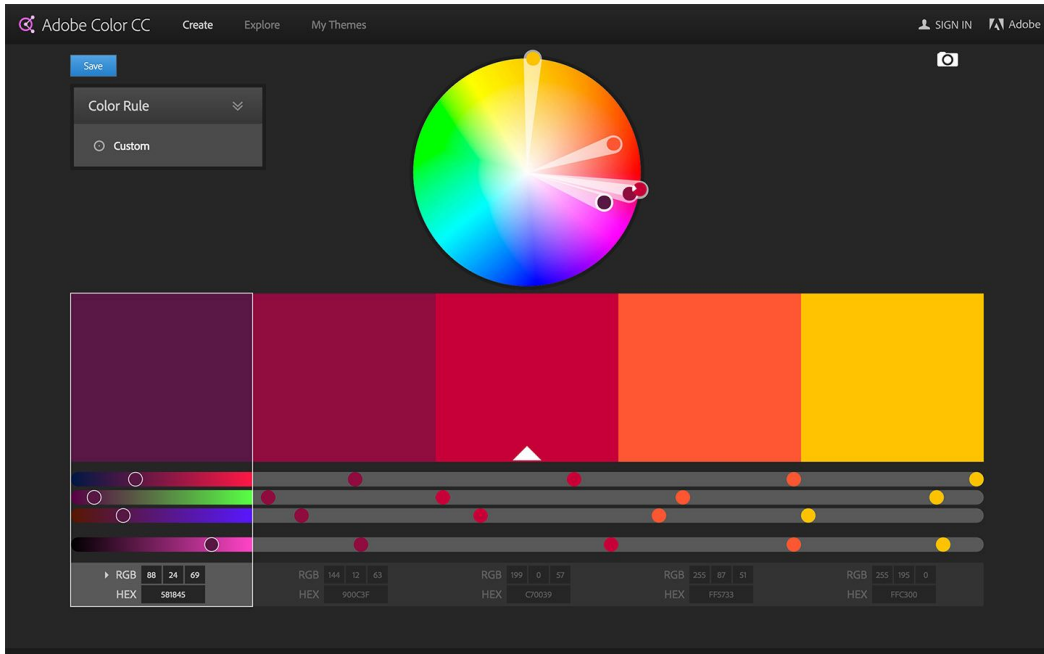 Adobe Color CC Create Explore My Themes SIGN IN Adobe
Save
Color Rule
Custom
RGB 88 24 69 RGB 144 12 63 RGB 199 0 57 RGB 255 87 51 RGB 255 195 0
HEX 581845 HEX 900C3F HEX C70039 HEX FF5733 HEX FFC300